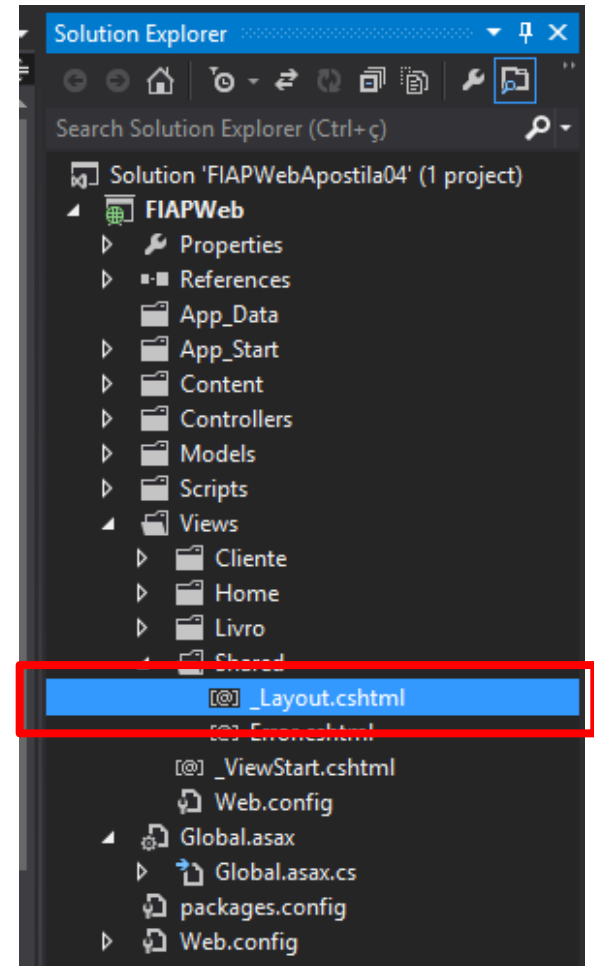 Solution Explorer
Search Solution Explorer (Ctrl+ç)
Solution 'FIAPWebApostila04' (1 project)
FIAPWeb
Properties
References
App_Data
App_Start
Content
Controllers
Models
Scripts
Views
Cliente
Home
Livro
Shared
[@] _Layout.cshtml
[@] Error.cshtml
[@] _ViewStart.cshtml
Web.config
Global.asax
Global.asax.cs
packages.config
Web.config